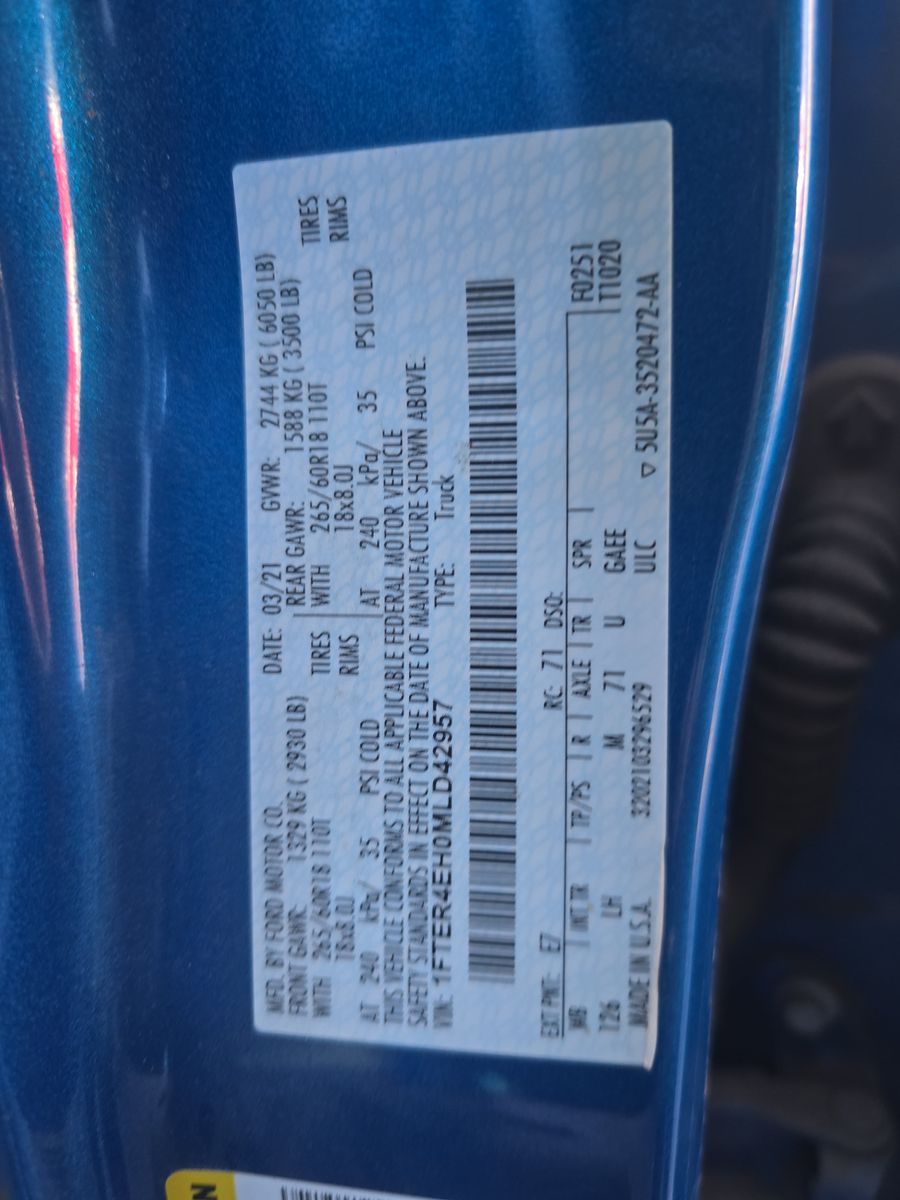 MFD. BY FORD MOTOR CO. DATE: 03/21 GVWR: 2744 KG ( 6050 LB)
FRONT GAWR: 1329 KG ( 2930 LB) REAR GAWR: 1588 KG ( 3500 LB)
WITH 265/60R18 110T TIRES WITH 265/60R18 110T TIRES
18x8.0J RIMS 18x8.0J RIMS
AT 240 kPa/ 35 PSI COLD AT 240 kPa/ 35 PSI COLD
THIS VEHICLE CONFORMS TO ALL APPLICABLE FEDERAL MOTOR VEHICLE
SAFETY STANDARDS IN EFFECT ON THE DATE OF MANUFACTURE SHOWN ABOVE.
VIN: 1FTER4EH0MLD42957 TYPE: Truck
EXT PNT: E7 RC: 71 DSO:
WB INT TR TP/PS R AXLE TR SPR F0251
126 LH M 71 U GAEE T1020
MADE IN U.S.A. 3202103296529 ULC ▽ 5U5A-3520472-AA
N